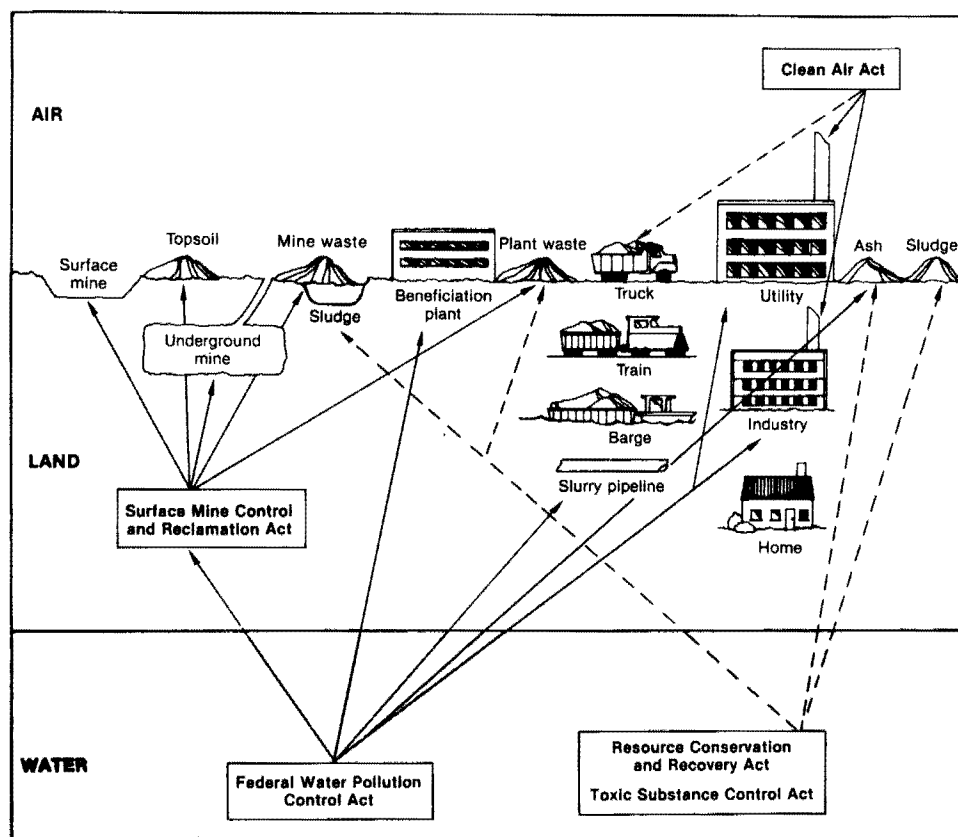 Clean Air Act
AIR
Topsoil
Mine waste
Plant waste
Ash
Sludge
Surface
mine
Beneficiation
plant
Truck
Utility
Sludge
Underground
mine
Train
Barge
Industry
LAND
Slurry pipeline
Surface Mine Control
and Reclamation Act
Home
WATER
Federal Water Pollution
Control Act
Resource Conservation
and Recovery Act
Toxic Substance Control Act